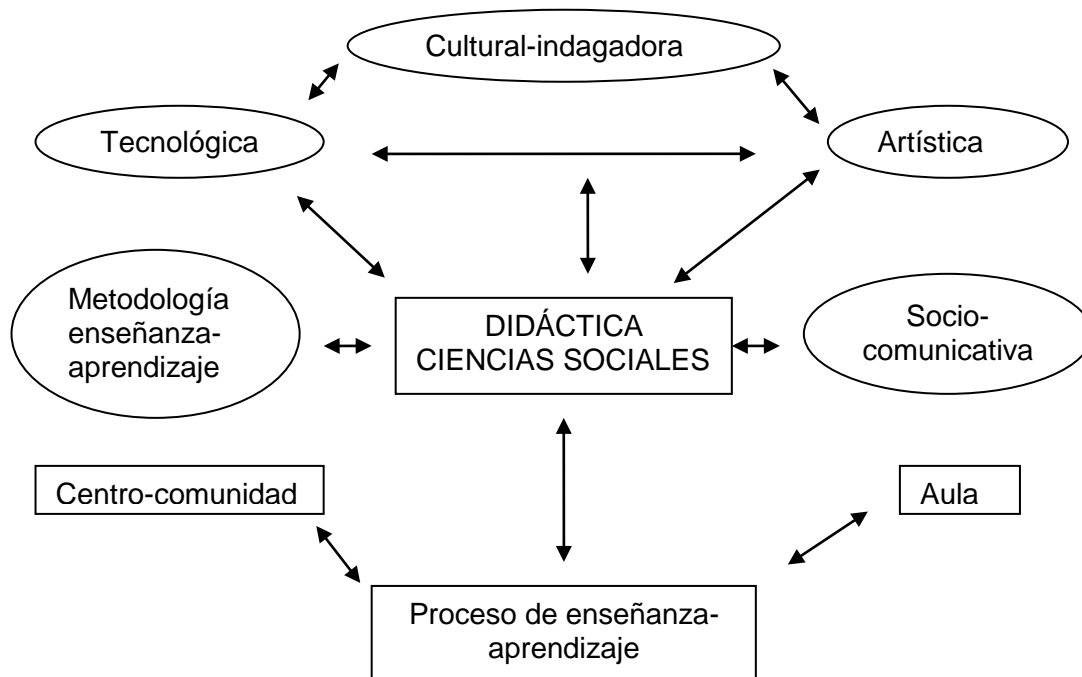 Cultural-indagadora
Tecnológica
Artística
Metodología
enseñanza-
aprendizaje
DIDÁCTICA
CIENCIAS SOCIALES
Socio-
comunicativa
Centro-comunidad
Aula
Proceso de enseñanza-
aprendizaje